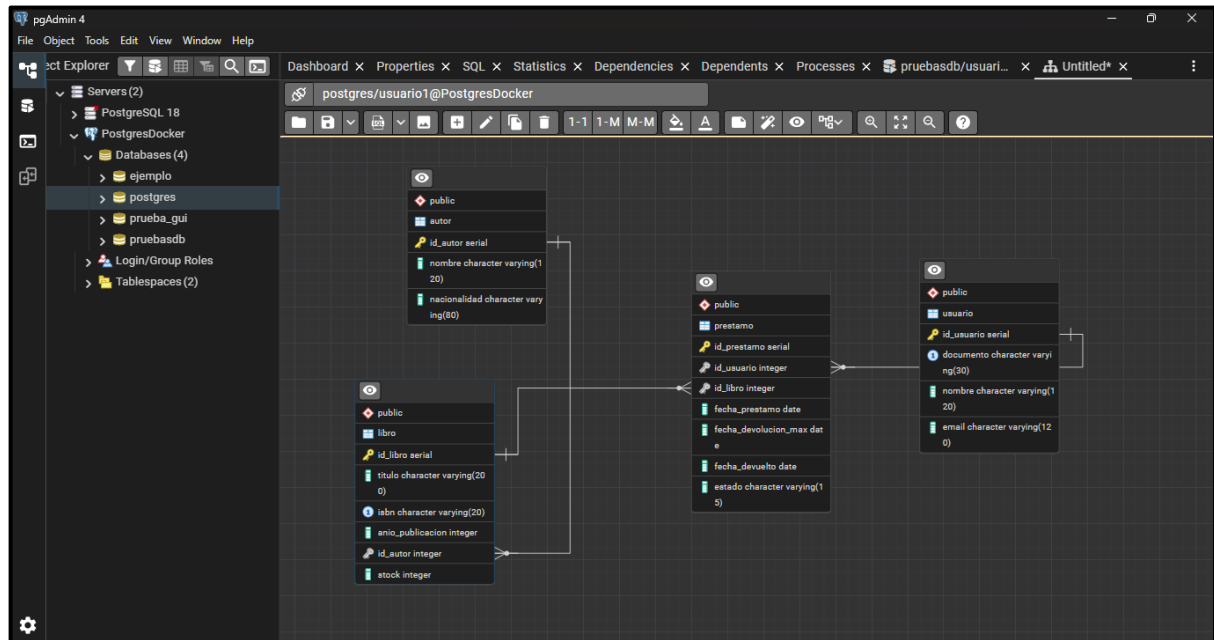 pgAdmin 4
File Object Tools Edit View Window Help
ect Explorer
Dashboard Properties SQL Statistics Dependencies Dependents Processes pruebasdb/usuari... Untitled*
Servers (2)
PostgreSQL 18
PostgresDocker
Databases (4)
ejemplo
postgres
prueba_gui
pruebasdb
Login/Group Roles
Tablespaces (2)
postgres/usuario1@PostgresDocker
SQL 1-1 1-M M-M A
public
autor
id_autor serial
nombre character varying(1
20)
nacionalidad character vary
ing(80)
public
libro
id_libro serial
titulo character varying(20
0)
isbn character varying(20)
anio_publicacion integer
id_autor integer
stock integer
public
prestamo
id_prestamo serial
id_usuario integer
id_libro integer
fecha_prestamo date
fecha_devolucion_max dat
e
fecha_devuelto date
estado character varying(1
5)
public
usuario
id_usuario serial
documento character varyi
ng(30)
nombre character varying(1
20)
email character varying(12
0)